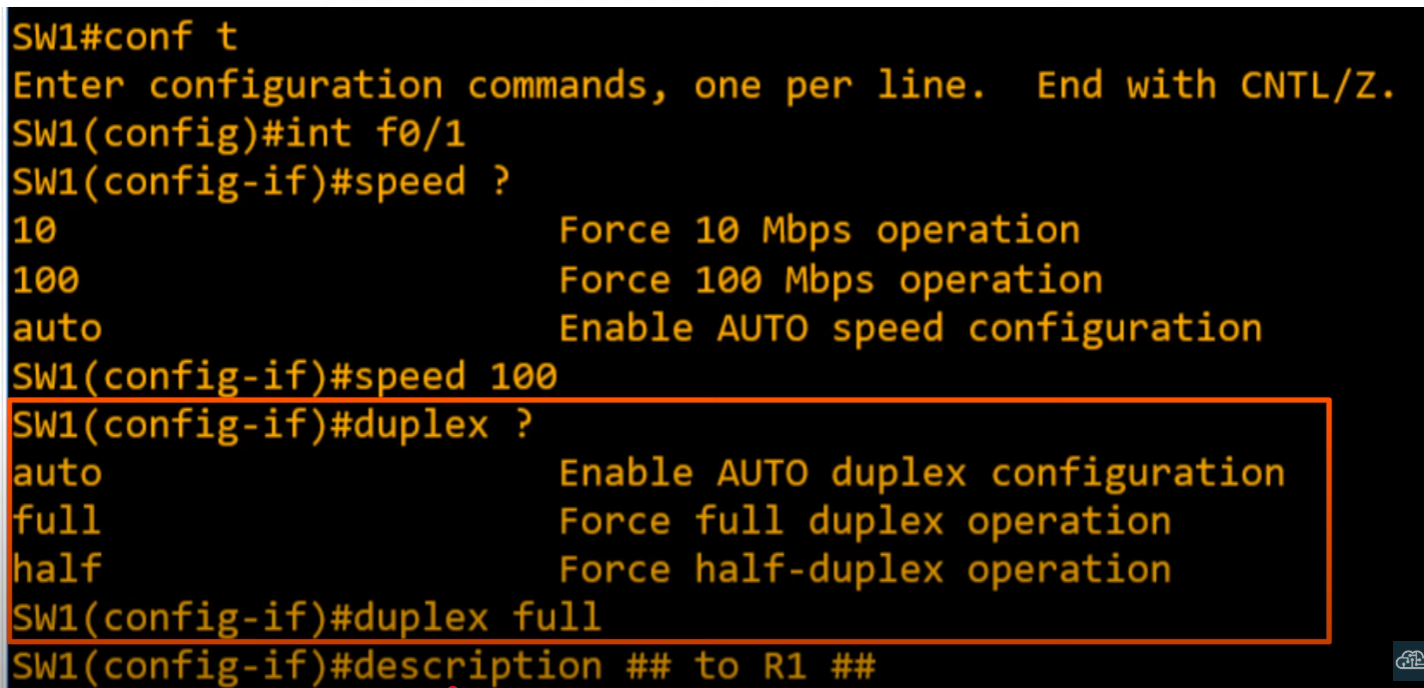 SW1#conf t
Enter configuration commands, one per line.  End with CNTL/Z.
SW1(config)#int f0/1
SW1(config-if)#speed ?
10                      Force 10 Mbps operation
100                     Force 100 Mbps operation
auto                    Enable AUTO speed configuration
SW1(config-if)#speed 100
SW1(config-if)#duplex ?
auto                    Enable AUTO duplex configuration
full                    Force full duplex operation
half                    Force half-duplex operation
SW1(config-if)#duplex full
SW1(config-if)#description ## to R1 ##